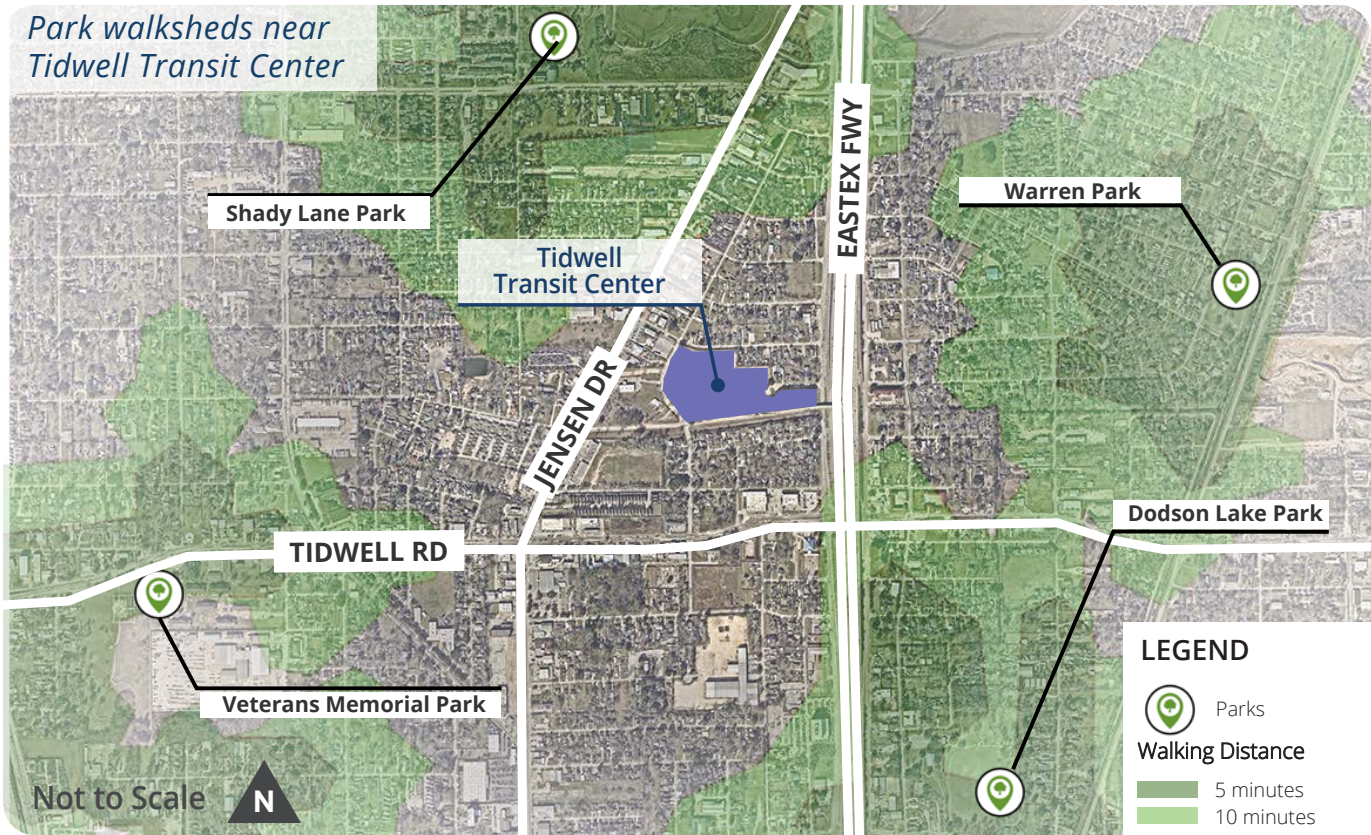 Park walksheds near
Tidwell Transit Center
Shady Lane Park
Tidwell
Transit Center
EASTEX FWY
Warren Park
JENSEN DR
TIDWELL RD
Dodson Lake Park
Veterans Memorial Park
Not to Scale
N
LEGEND
Parks
Walking Distance
5 minutes
10 minutes